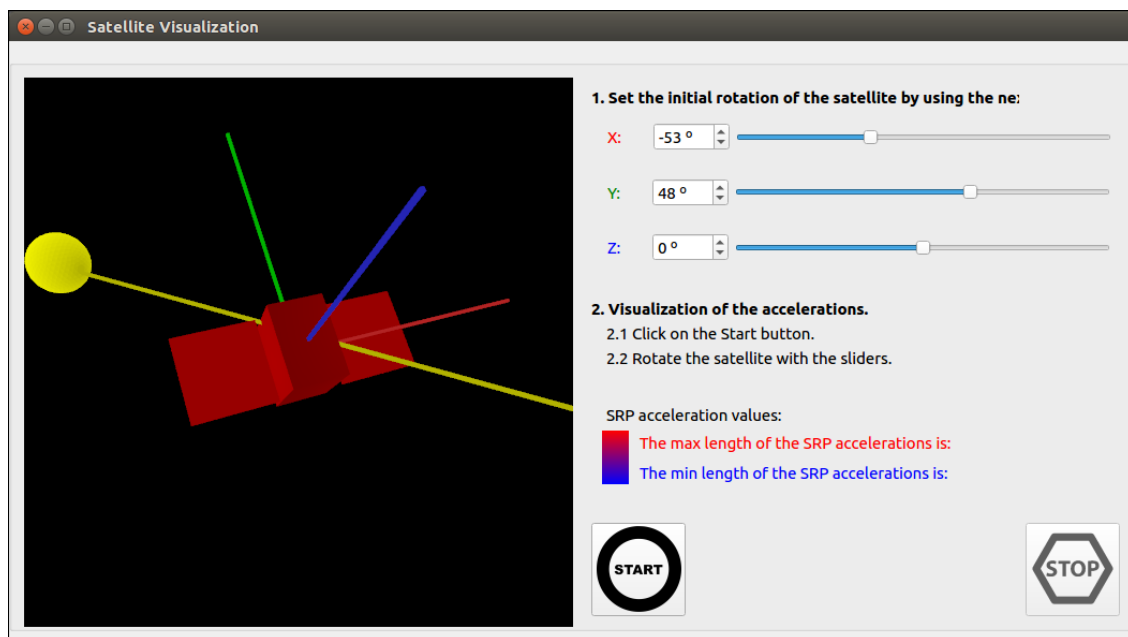 Satellite Visualization
1. Set the initial rotation of the satellite by using the ne
X: -53 º
Y: 48 º
Z: 0 º
2. Visualization of the accelerations.
2.1 Click on the Start button.
2.2 Rotate the satellite with the sliders.
SRP acceleration values:
The max length of the SRP accelerations is:
The min length of the SRP accelerations is:
START
STOP